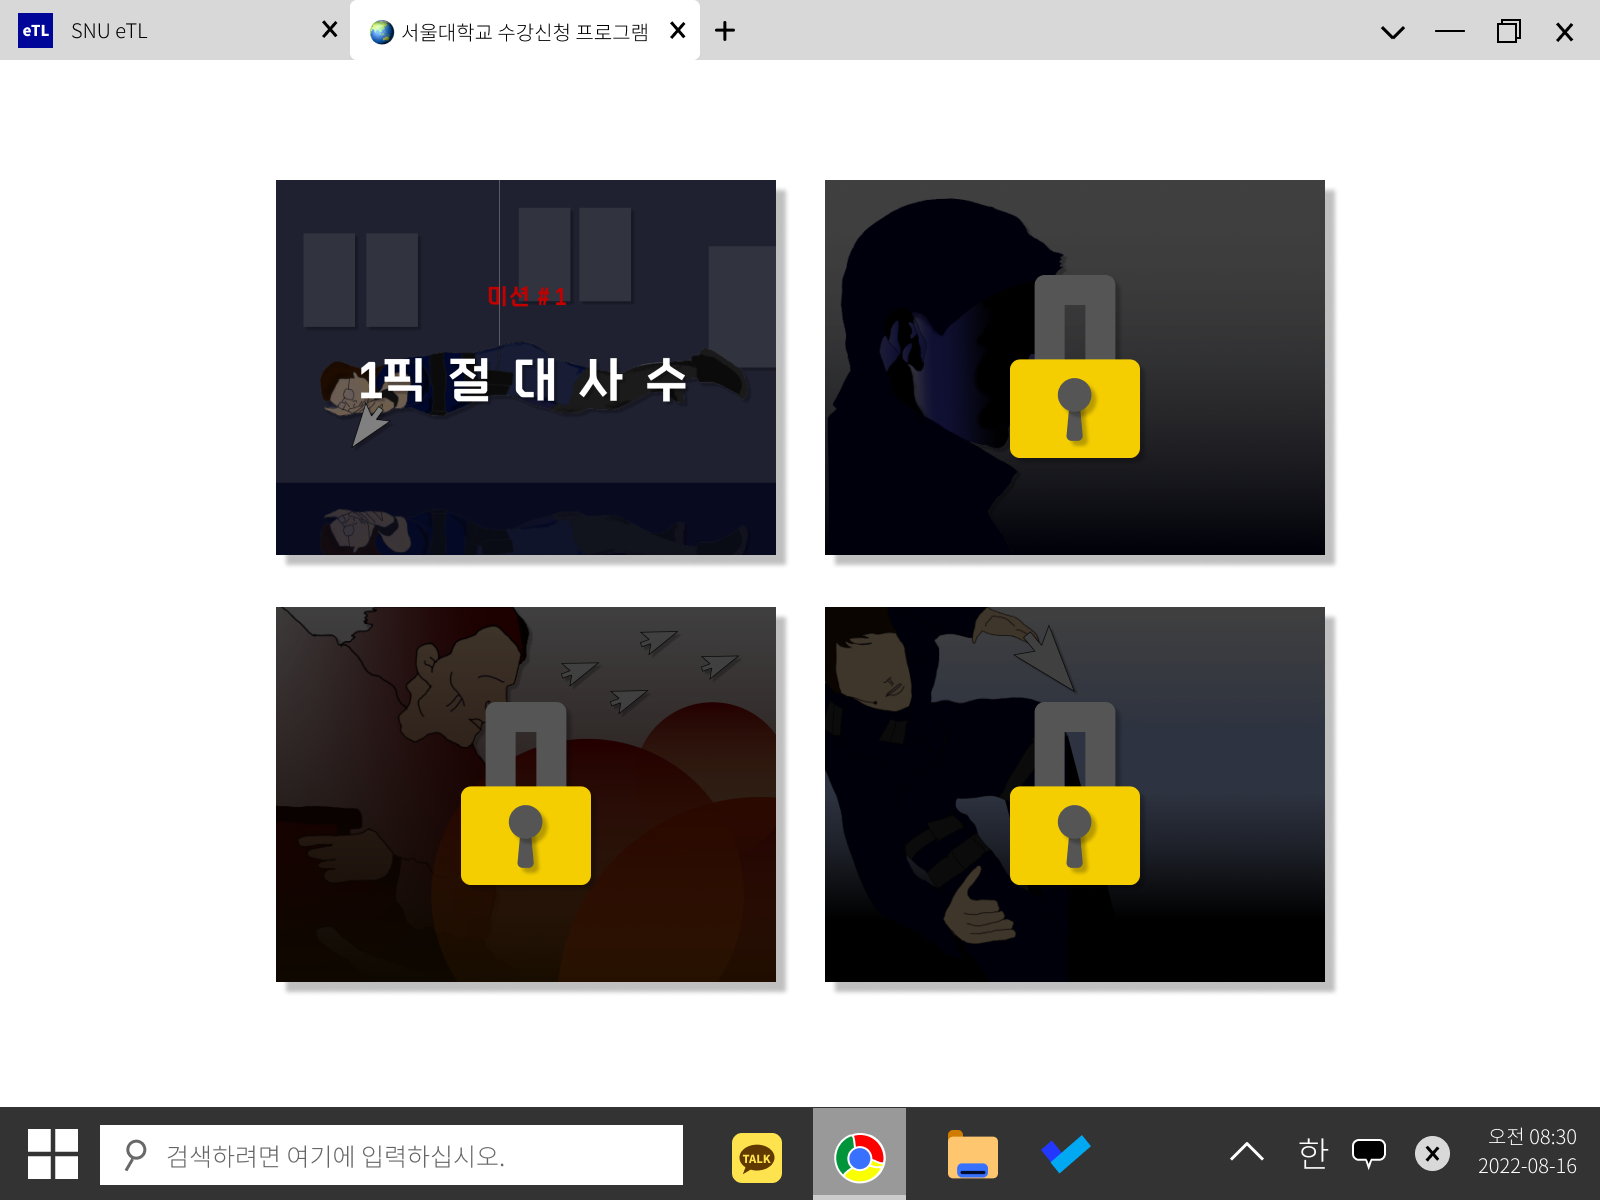 eTL SNU eTL
서울대학교 수강신청 프로그램
미션 #1
1픽 절대사수
검색하려면 여기에 입력하십시오.
TALK
한
오전 08:30
2022-08-16